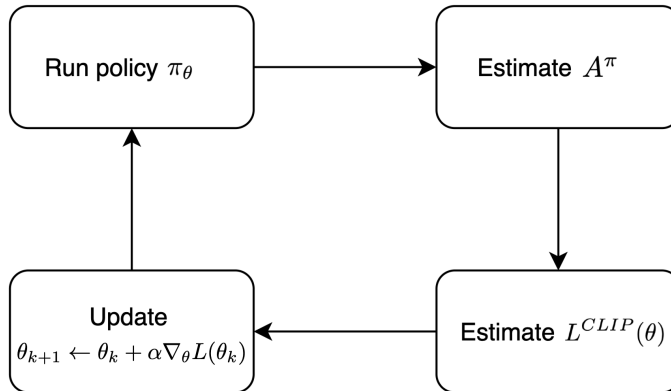 Run policy π_θ
Estimate A^π
Estimate L^{CLIP}(θ)
Update
θ_{k+1} ← θ_k + α∇_θ L(θ_k)